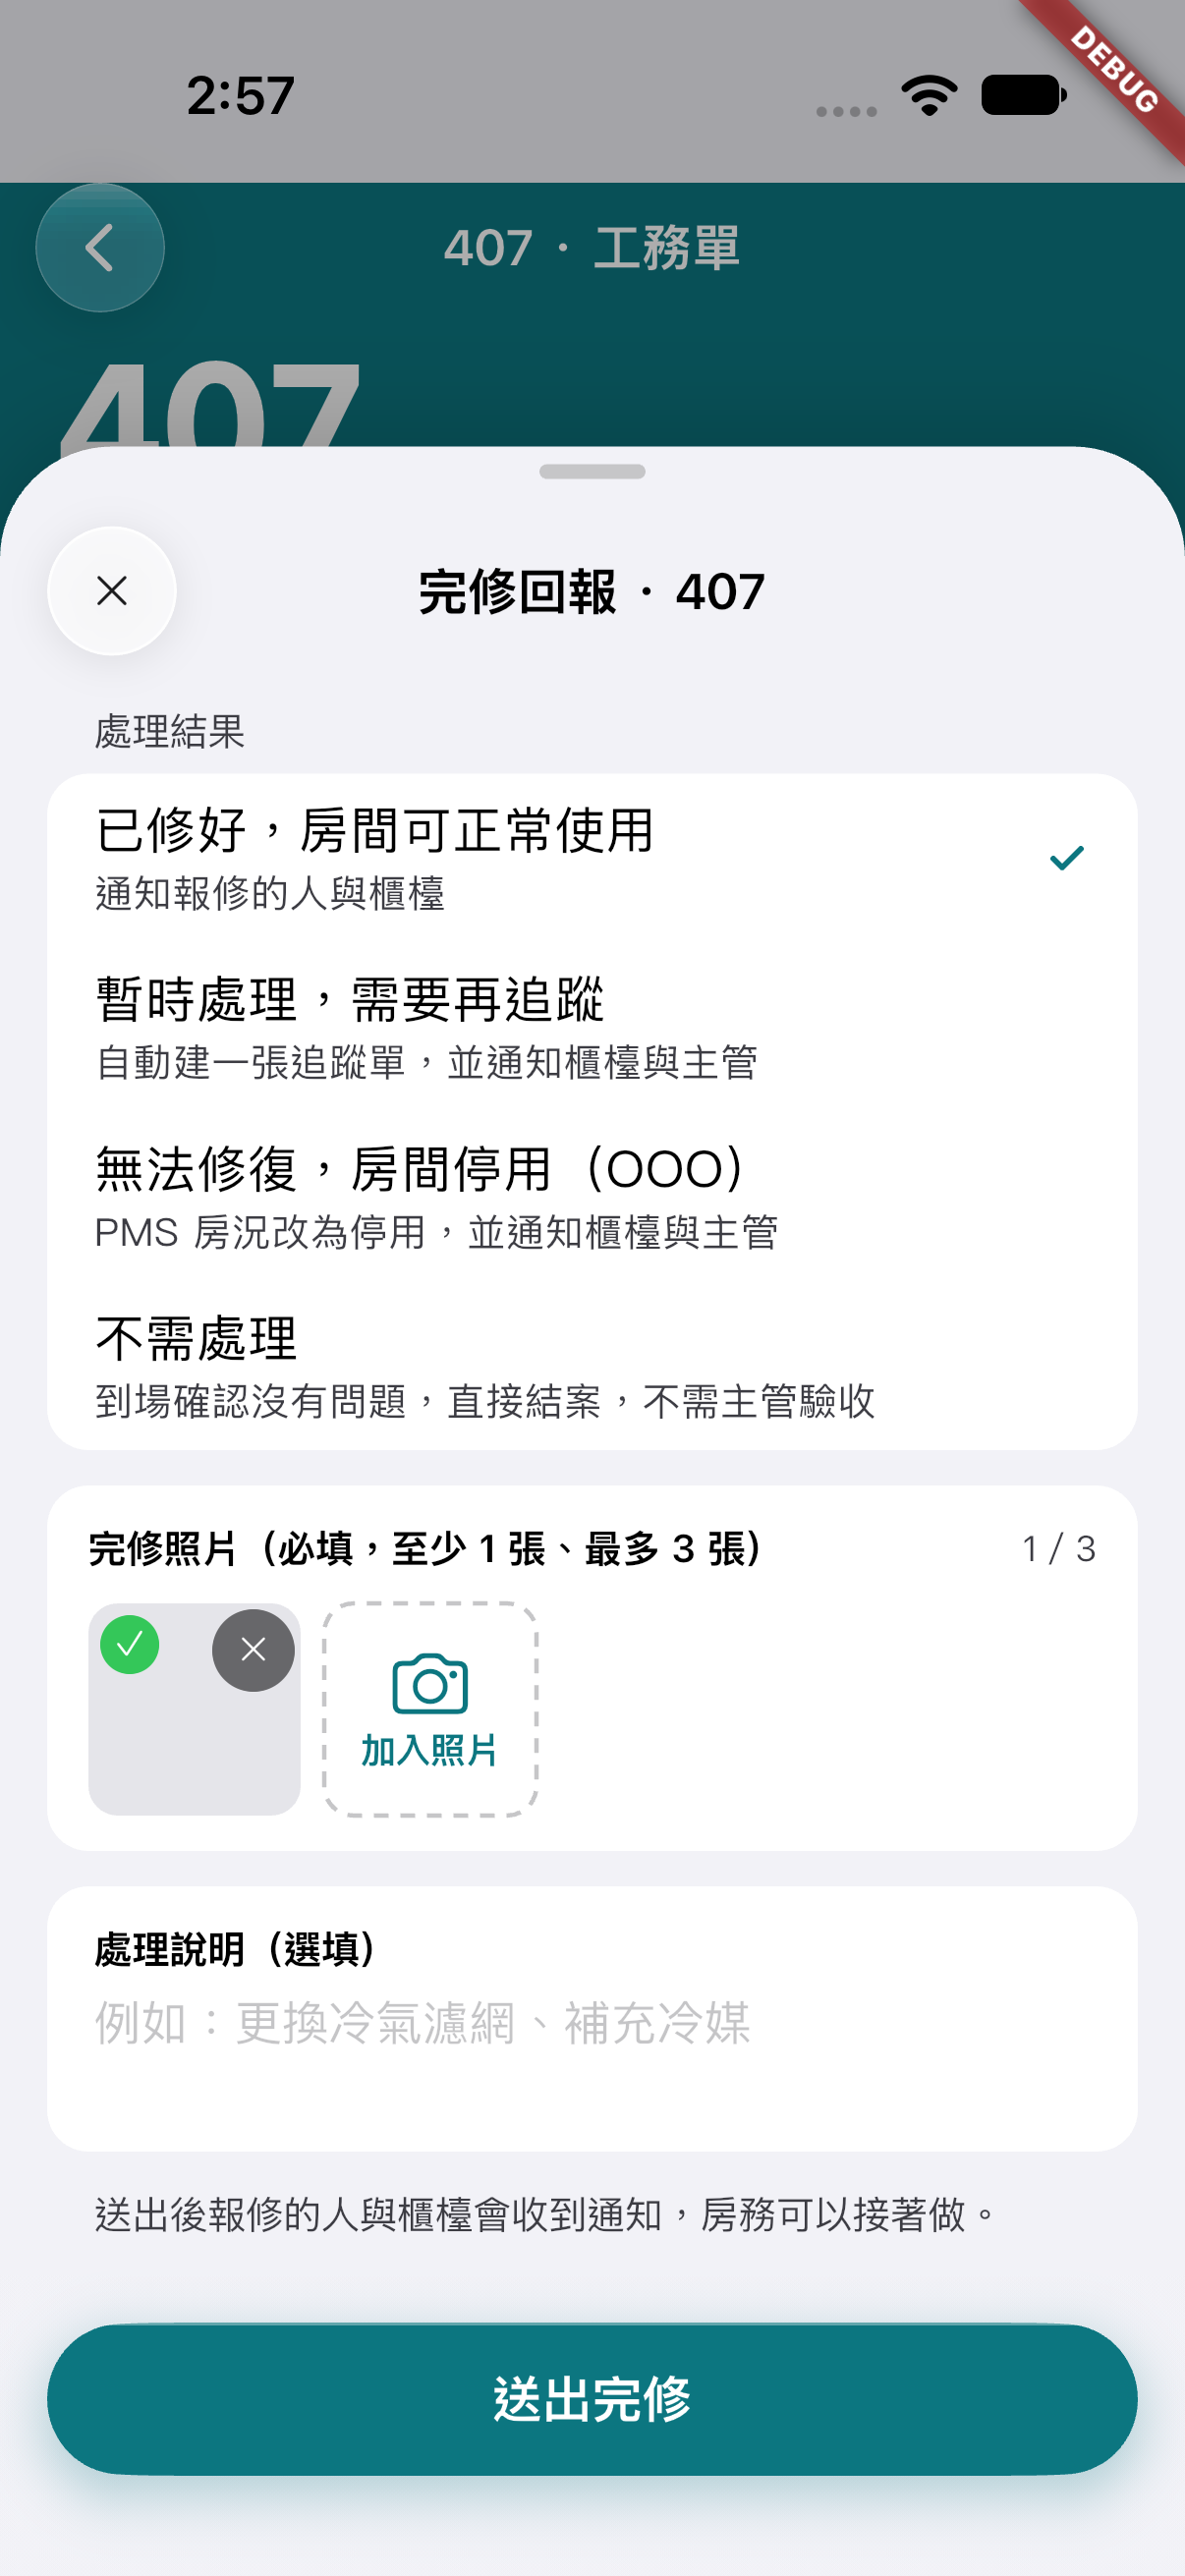 2:57
DEBUG
407 · 工務單
407
完修回報 · 407
處理結果
已修好，房間可正常使用
通知報修的人與櫃檯
暫時處理，需要再追蹤
自動建一張追蹤單，並通知櫃檯與主管
無法修復，房間停用（OOO）
PMS 房況改為停用，並通知櫃檯與主管
不需處理
到場確認沒有問題，直接結案，不需主管驗收
完修照片（必填，至少 1 張、最多 3 張）
1 / 3
加入照片
處理說明（選填）
例如：更換冷氣濾網、補充冷媒
送出後報修的人與櫃檯會收到通知，房務可以接著做。
送出完修